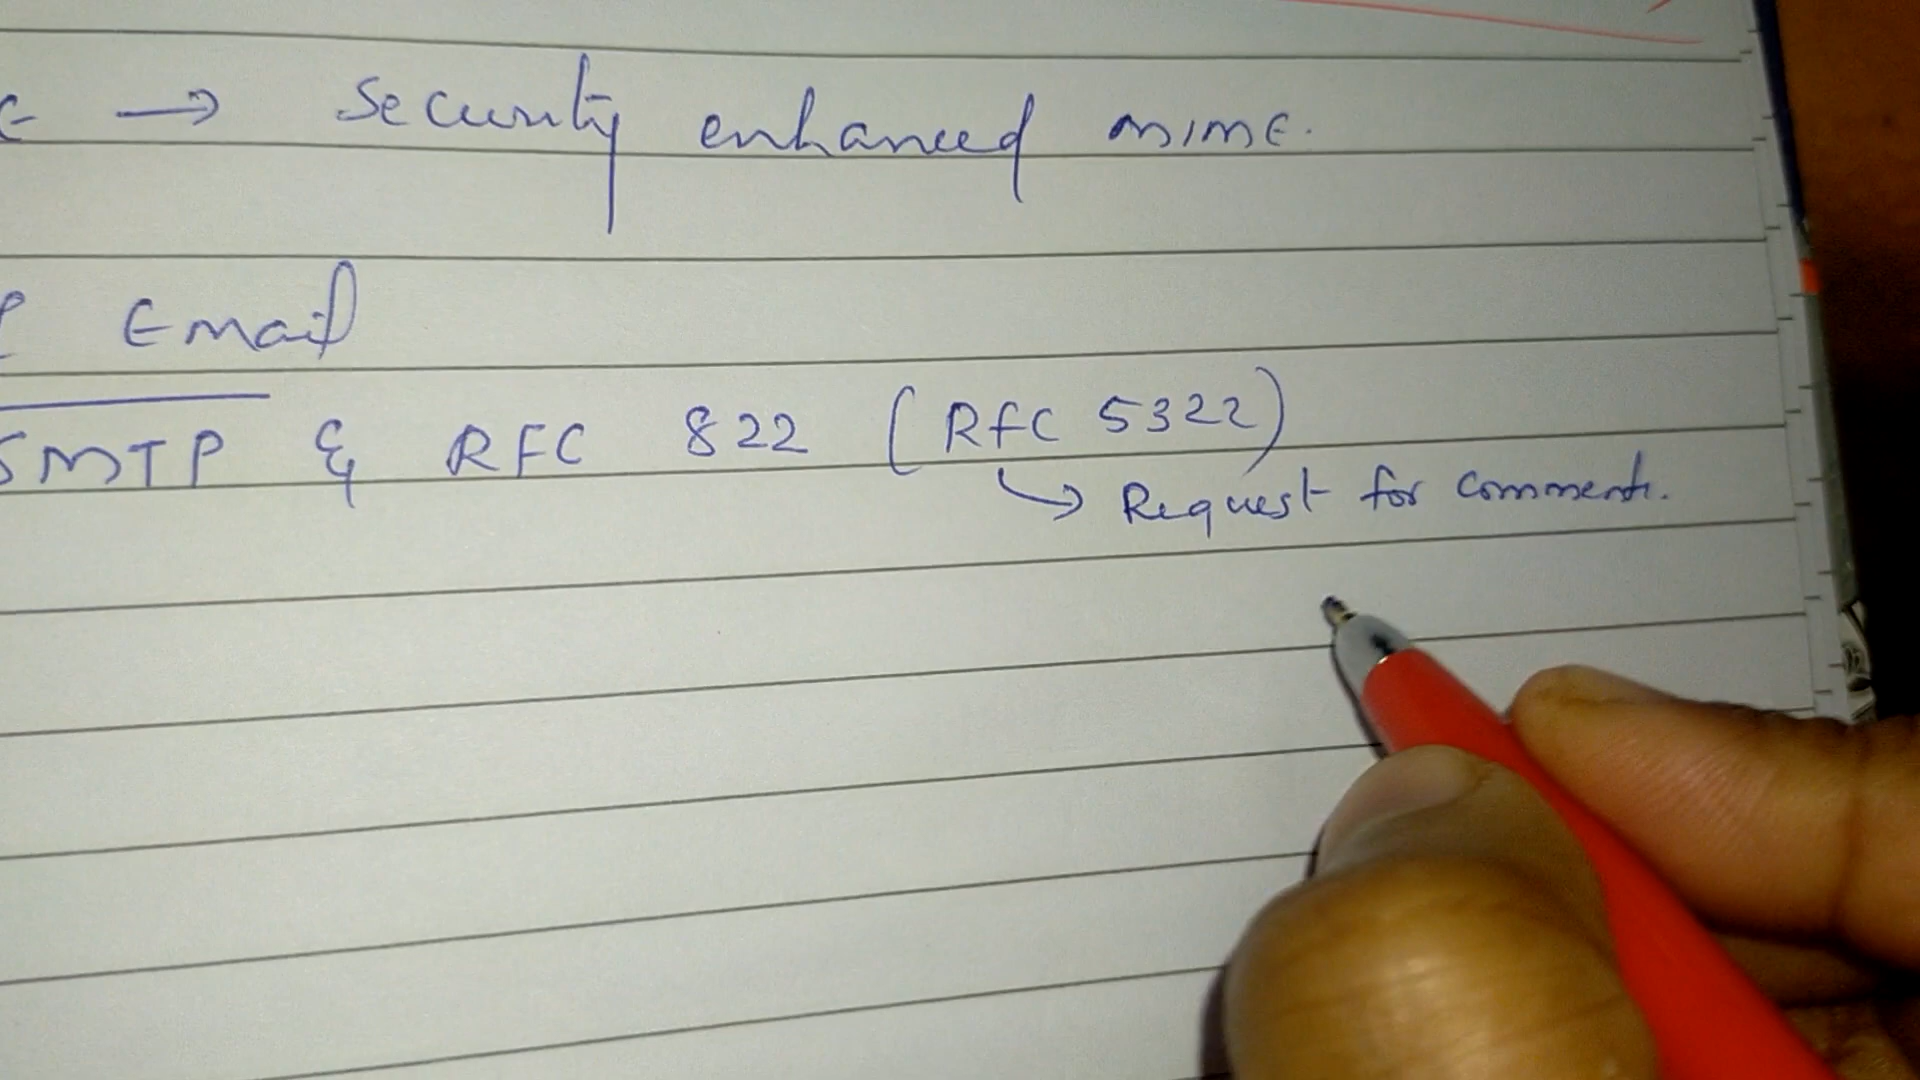 E → Security enhanced MIME.
Email
SMTP & RFC 822 (RFC 5322)
↳ Request for comments.